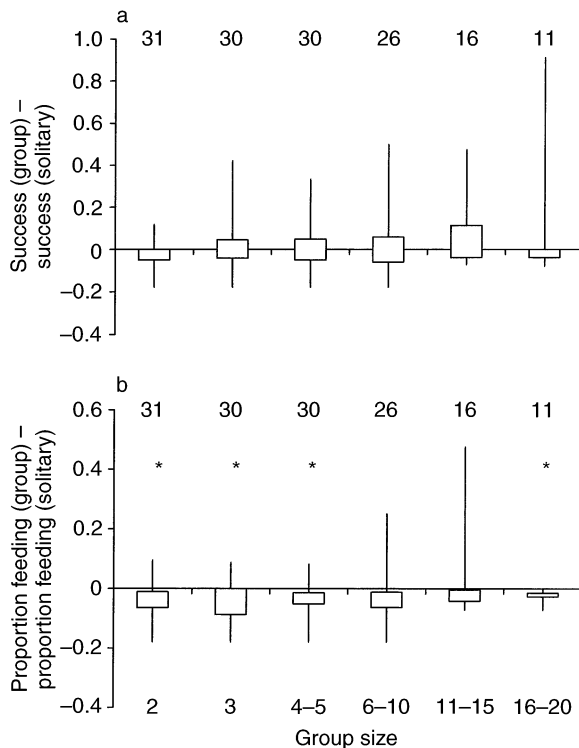 a
31 30 30 26 16 11
1.0
0.8
0.6
0.4
0.2
0
–0.2
–0.4
Success (group) –
success (solitary)
b
31 30 30 26 16 11
0.6
* * * *
0.4
0.2
0
–0.2
–0.4
Proportion feeding (group) –
proportion feeding (solitary)
2 3 4–5 6–10 11–15 16–20
Group size